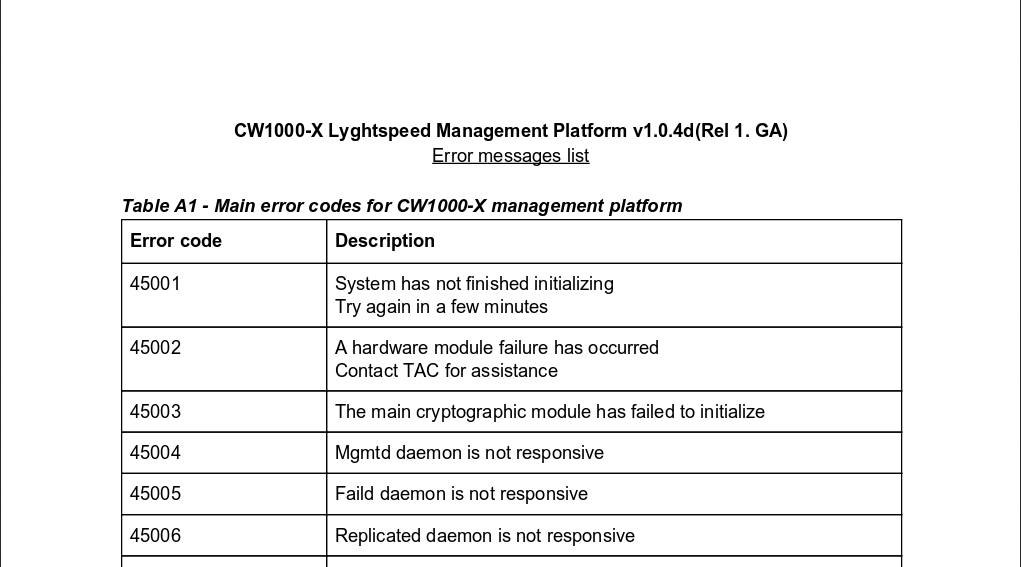 CW1000-X Lyghtspeed Management Platform v1.0.4d(Rel 1. GA)
Error messages list
Table A1 - Main error codes for CW1000-X management platform
Error code Description
45001 System has not finished initializing
Try again in a few minutes
45002 A hardware module failure has occurred
Contact TAC for assistance
45003 The main cryptographic module has failed to initialize
45004 Mgmtd daemon is not responsive
45005 Faild daemon is not responsive
45006 Replicated daemon is not responsive